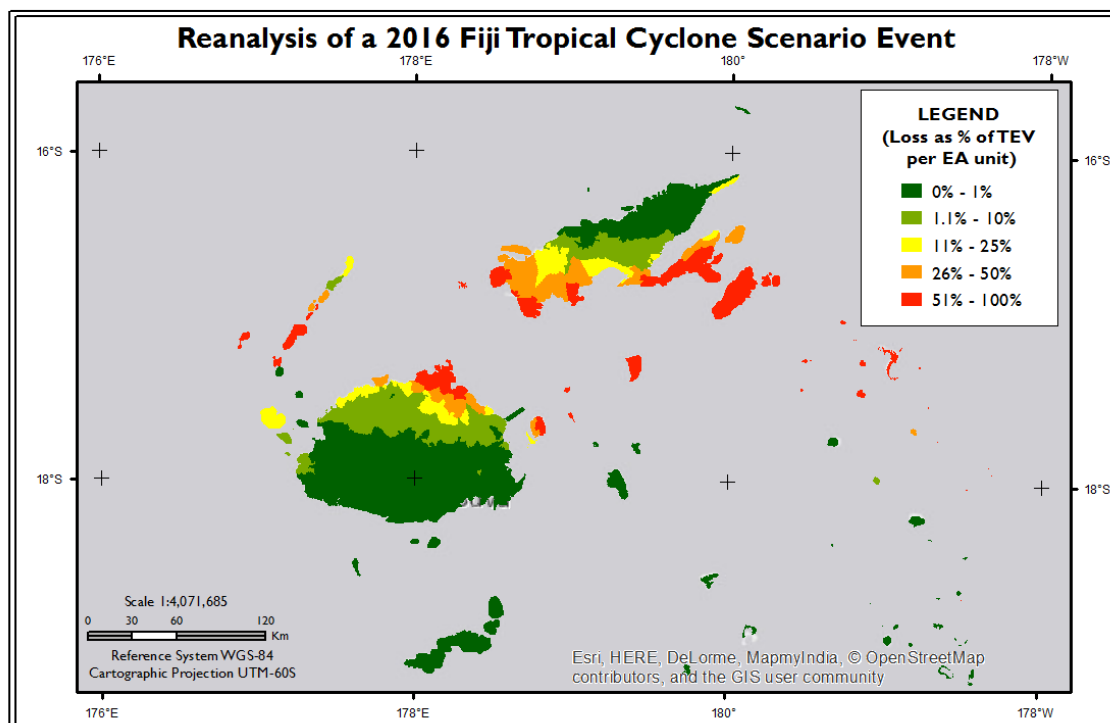 Reanalysis of a 2016 Fiji Tropical Cyclone Scenario Event
176°E 178°E 180° 178°W
LEGEND
(Loss as % of TEV
per EA unit)
0% - 1%
1.1% - 10%
11% - 25%
26% - 50%
51% - 100%
16°S 16°S
18°S 18°S
Scale 1:4,071,685
0 30 60 120
Km
Reference System WGS-84
Cartographic Projection UTM-60S
Esri, HERE, DeLorme, MapmyIndia, © OpenStreetMap
contributors, and the GIS user community
176°E 178°E 180° 178°W